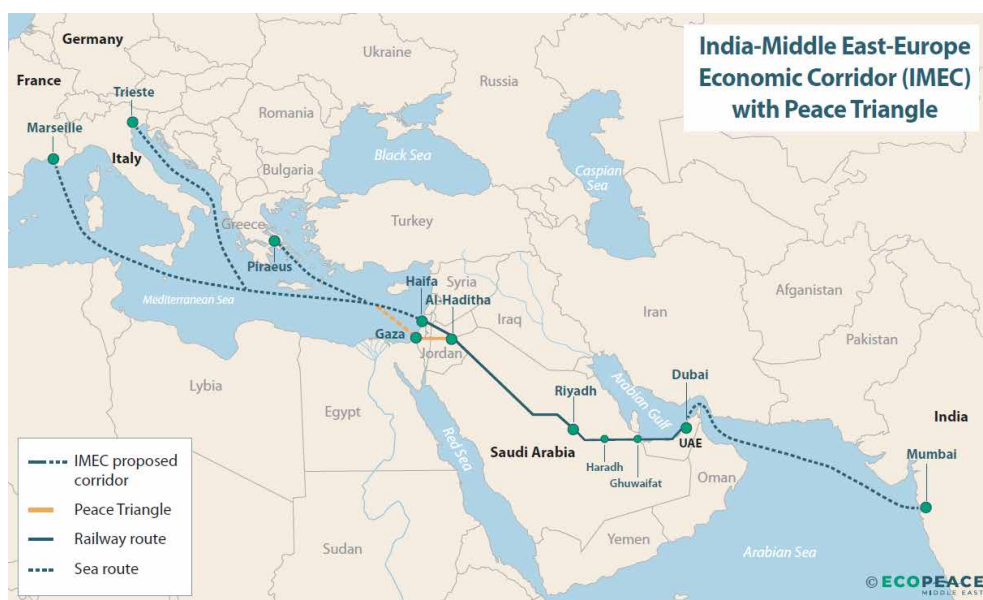 India-Middle East-Europe
Economic Corridor (IMEC)
with Peace Triangle
Germany
Ukraine
France
Russia
Trieste
Romania
Marseille
Italy
Black Sea
Bulgaria
Caspian
Sea
Greece
Turkey
Piraeus
Haifa
Syria
Mediterranean Sea
Al-Haditha
Afghanistan
Iraq
Iran
Gaza
Jordan
Pakistan
Lybia
Egypt
Arabian Gulf
Riyadh
Dubai
India
Red Sea
Saudi Arabia
UAE
Mumbai
Haradh
Ghuwaifat
Oman
IMEC proposed
corridor
Peace Triangle
Railway route
Sea route
Sudan
Yemen
Arabian Sea
© ECOPEACE
MIDDLE EAST